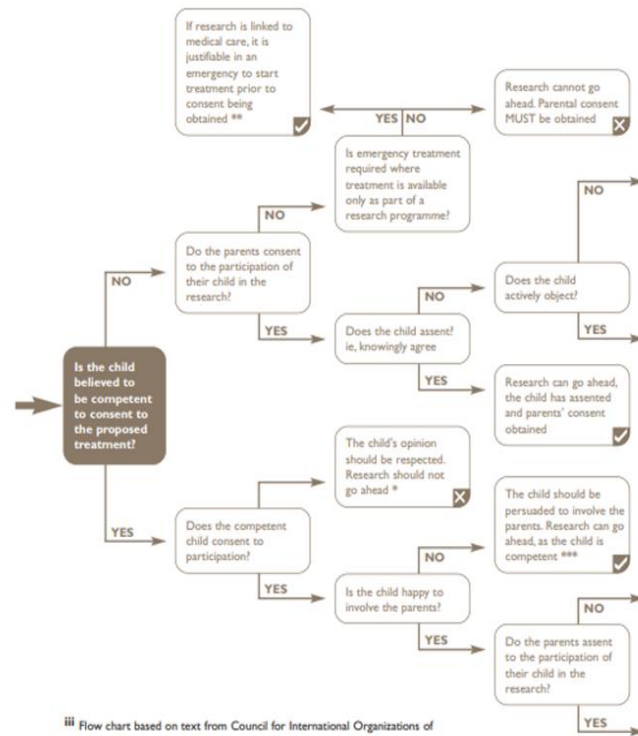 If research is linked to
medical care, it is
justifiable in an
emergency to start
treatment prior to
consent being
obtained **
Research cannot go
ahead. Parental consent
MUST be obtained
YES
NO
Is emergency treatment
required where
treatment is available
only as part of a
research programme?
NO
NO
Do the parents consent
to the participation of
their child in the
research?
NO
Does the child
actively object?
NO
YES
Does the child assent?
ie, knowingly agree
YES
Is the child
believed to
be competent
to consent to
the proposed
treatment?
YES
Research can go ahead,
the child has assented
and parents' consent
obtained
The child's opinion
should be respected.
Research should not
go ahead *
The child should be
persuaded to involve the
parents. Research can go
ahead, as the child is
competent ***
YES
Does the competent
child consent to
participation?
NO
YES
Is the child happy to
involve the parents?
NO
YES
Do the parents assent
to the participation of
their child in the
research?
YES
iii Flow chart based on text from Council for International Organizations of